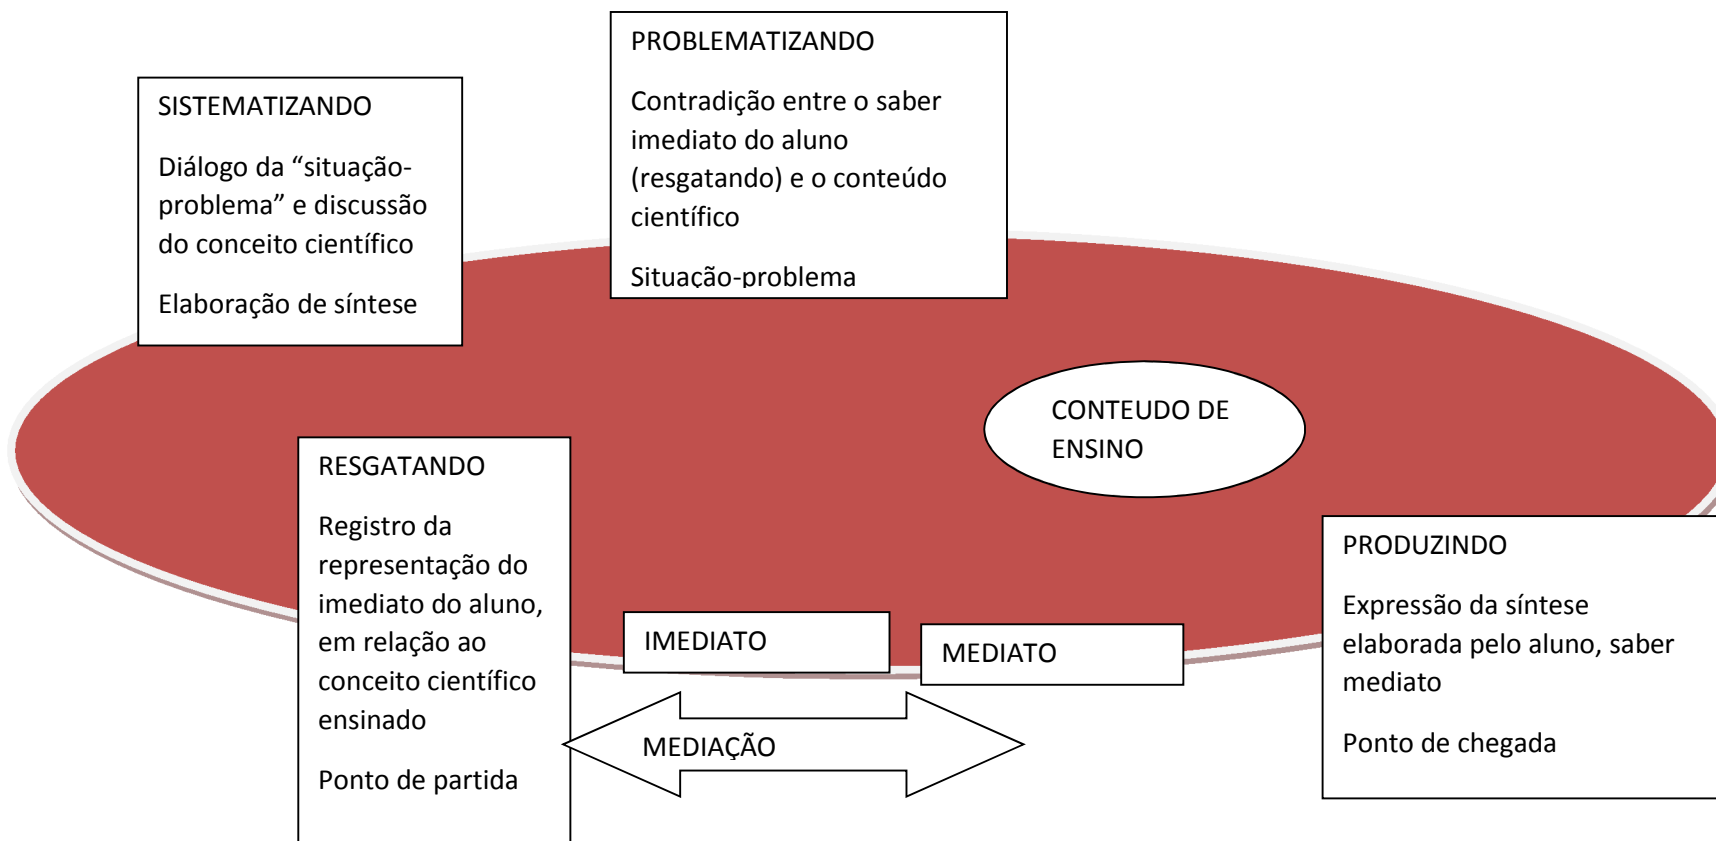 PROBLEMATIZANDO
Contradição entre o saber
imediato do aluno
(resgatando) e o conteúdo
científico
Situação-problema
SISTEMATIZANDO
Diálogo da “situação-
problema” e discussão
do conceito científico
Elaboração de síntese
CONTEUDO DE
ENSINO
RESGATANDO
Registro da
representação do
imediato do aluno,
em relação ao
conceito científico
ensinado
Ponto de partida
IMEDIATO
MEDIATO
MEDIAÇÃO
PRODUZINDO
Expressão da síntese
elaborada pelo aluno, saber
mediato
Ponto de chegada